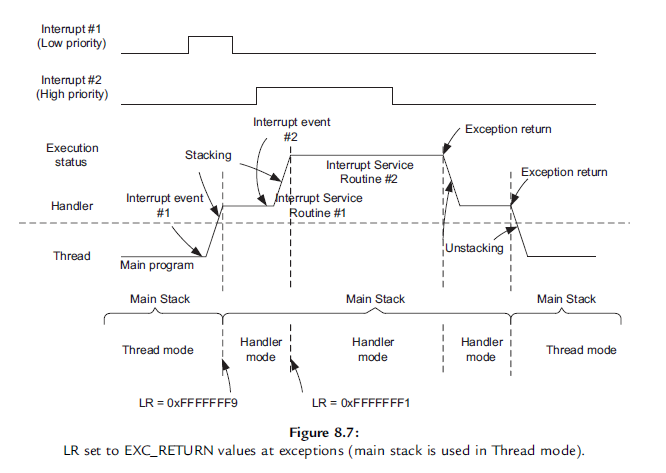 Interrupt #1
(Low priority)
Interrupt #2
(High priority)
Interrupt event
#2
Execution
status
Stacking
Exception return
Interrupt Service
Routine #2
Exception return
Handler
Interrupt event
#1
Interrupt Service
Routine #1
Unstacking
Thread
Main program
Main Stack
Main Stack
Main Stack
Thread mode
Handler
mode
Handler
mode
Handler
mode
Thread mode
LR = 0xFFFFFFF9
LR = 0xFFFFFFF1
Figure 8.7:
LR set to EXC_RETURN values at exceptions (main stack is used in Thread mode).